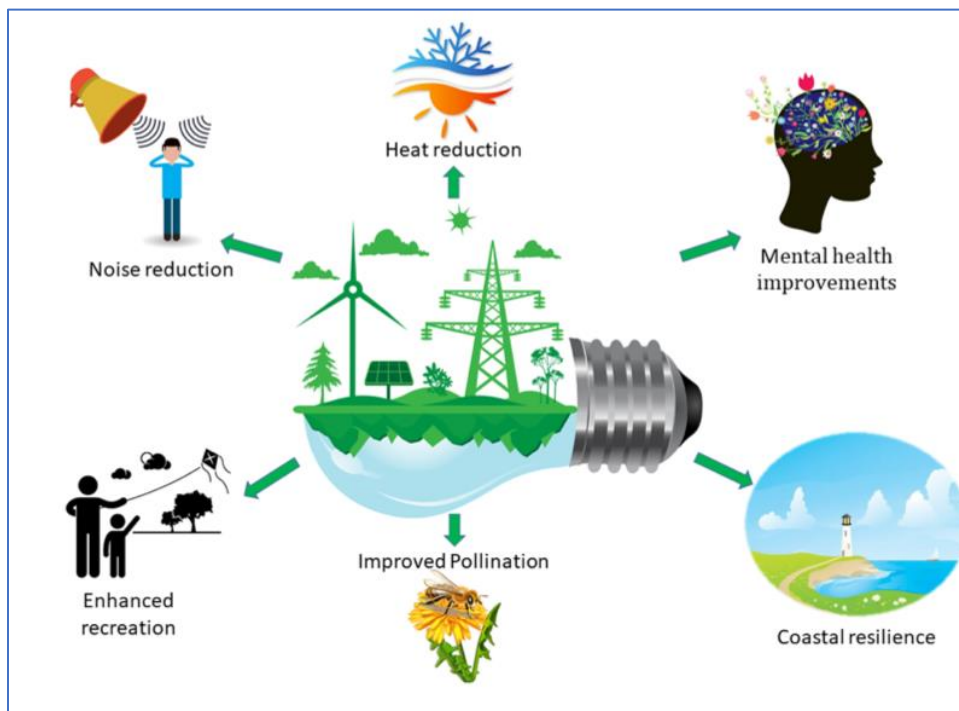 Heat reduction
Noise reduction
Mental health
improvements
Improved Pollination
Enhanced
recreation
Coastal resilience